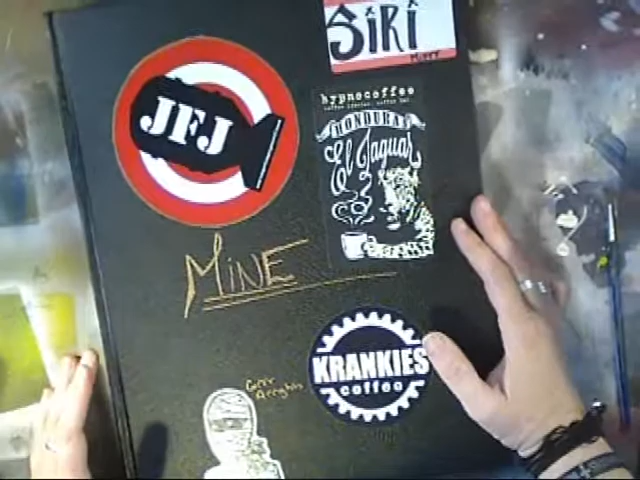 SiRi
JFJ
hypnocoffee
HONDURAS
El Jaguar
MiNE
KRANKIES
coffee